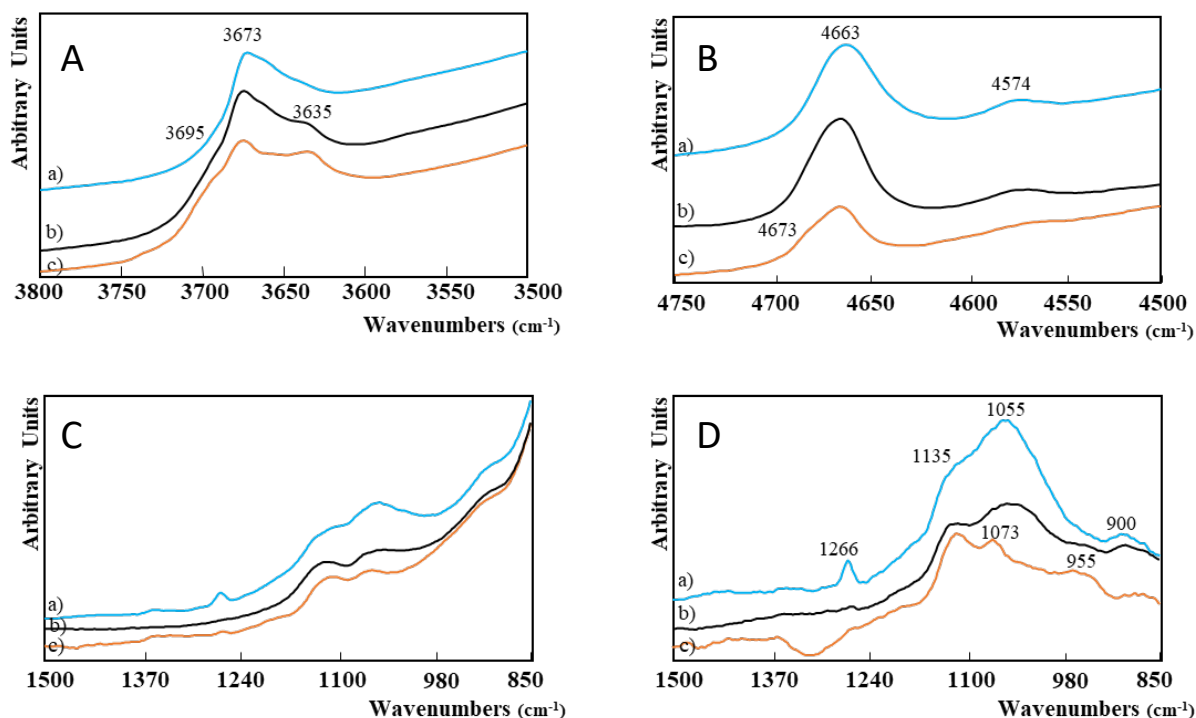 Arbitrary Units
A
3673
3695
3635
a)
b)
c)
3800 3750 3700 3650 3600 3550 3500
Wavenumbers (cm-1)
Arbitrary Units
B
4663
4574
a)
b)
4673
c)
4750 4700 4650 4600 4550 4500
Wavenumbers (cm-1)
Arbitrary Units
C
a)
b)
c)
1500 1370 1240 1100 980 850
Wavenumbers (cm-1)
Arbitrary Units
D
1055
1135
1266
1073
900
955
a)
b)
c)
1500 1370 1240 1100 980 850
Wavenumbers (cm-1)